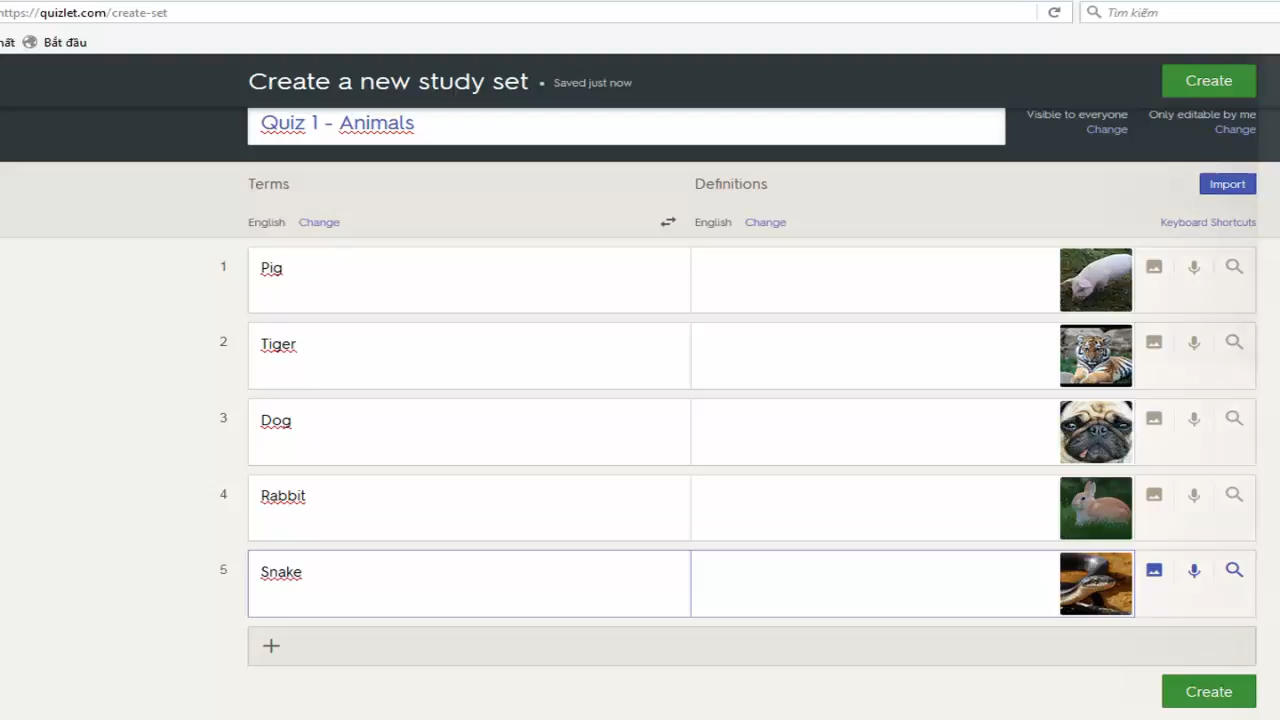 https://quizlet.com/create-set
Tìm kiếm
Bắt đầu
Create a new study set • Saved just now
Create
Quiz 1 - Animals
Visible to everyone
Change
Only editable by me
Change
Terms
Definitions
Import
English Change
English Change
Keyboard Shortcuts
1 Pig
2 Tiger
3 Dog
4 Rabbit
5 Snake
+
Create